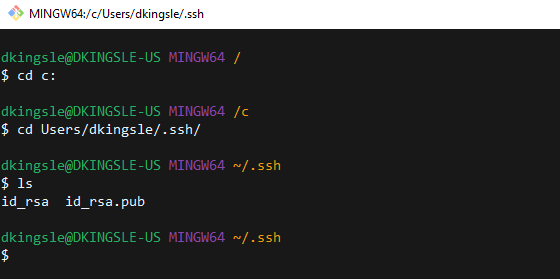 MINGW64:/c/Users/dkingsle/.ssh
dkingsle@DKINGSLE-US MINGW64 /
$ cd c:
dkingsle@DKINGSLE-US MINGW64 /c
$ cd Users/dkingsle/.ssh/
dkingsle@DKINGSLE-US MINGW64 ~/.ssh
$ ls
id_rsa  id_rsa.pub
dkingsle@DKINGSLE-US MINGW64 ~/.ssh
$